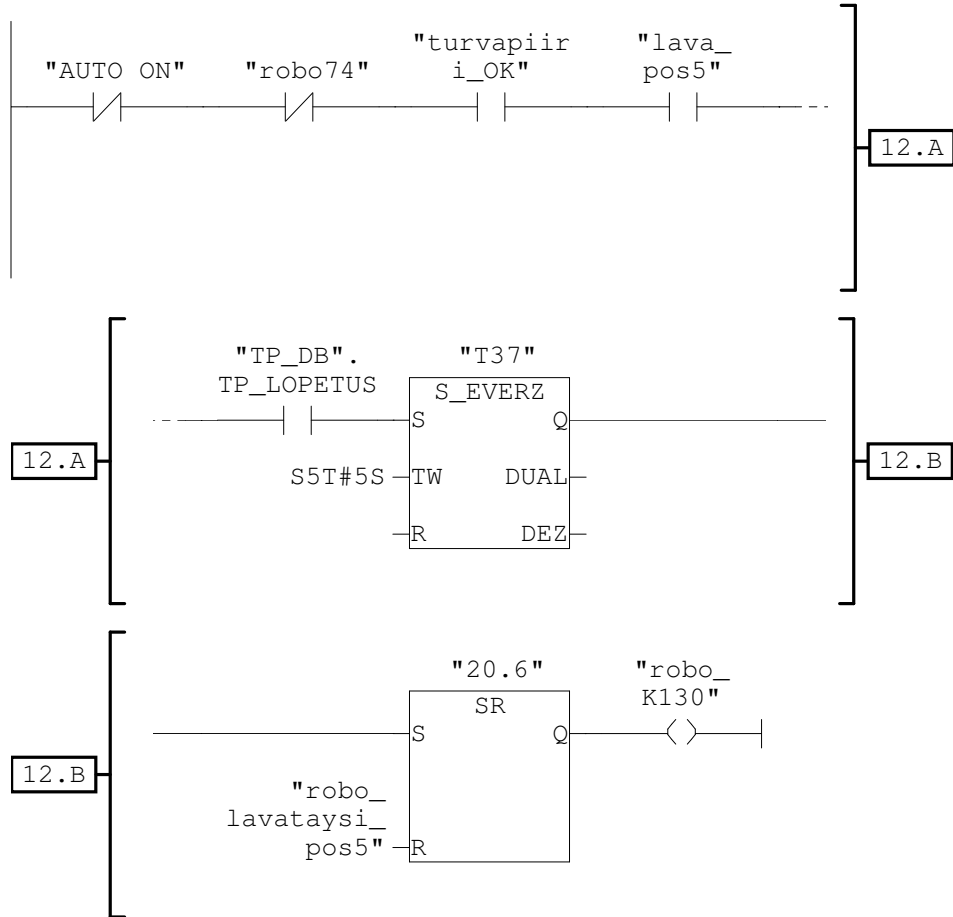 "AUTO ON"
"robo74"
"turvapiir
i_OK"
"lava_
pos5"
12.A
"TP_DB".
TP_LOPETUS
"T37"
S_EVERZ
S
Q
12.A
S5T#5S
TW
DUAL
12.B
R
DEZ
"20.6"
"robo_
K130"
SR
S
Q
12.B
"robo_
lavataysi_
pos5"
R